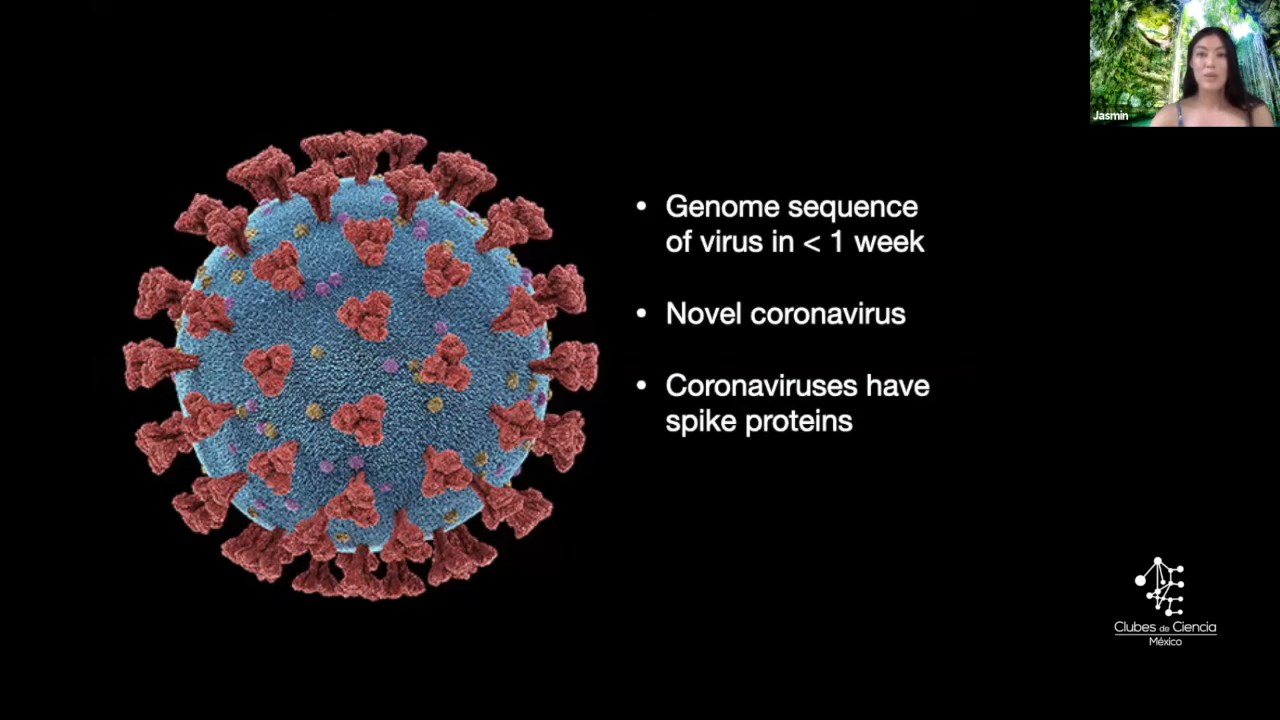 Jasmin
• Genome sequence
of virus in < 1 week
• Novel coronavirus
• Coronaviruses have
spike proteins
Clubes de Ciencia
México